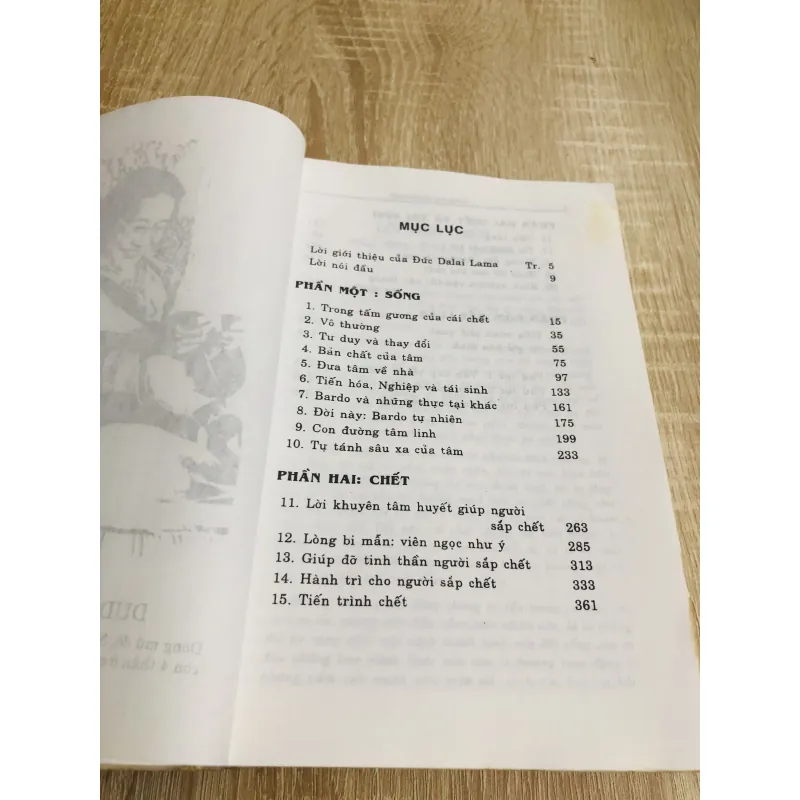 MỤC LỤC
Lời giới thiệu của Đức Dalai Lama Tr. 5
Lời nói đầu 9
PHẦN MỘT : SỐNG
1. Trong tấm gương của cái chết 15
2. Vô thường 35
3. Tư duy và thay đổi 55
4. Bản chất của tâm 75
5. Đưa tâm về nhà 97
6. Tiến hóa, Nghiệp và tái sinh 133
7. Bardo và những thực tại khác 161
8. Đời này: Bardo tự nhiên 175
9. Con đường tâm linh 199
10. Tự tánh sâu xa của tâm 233
PHẦN HAI: CHẾT
11. Lời khuyên tâm huyết giúp người
sắp chết 263
12. Lòng bi mẫn: viên ngọc như ý 285
13. Giúp đỡ tinh thần người sắp chết 313
14. Hành trì cho người sắp chết 333
15. Tiến trình chết 361